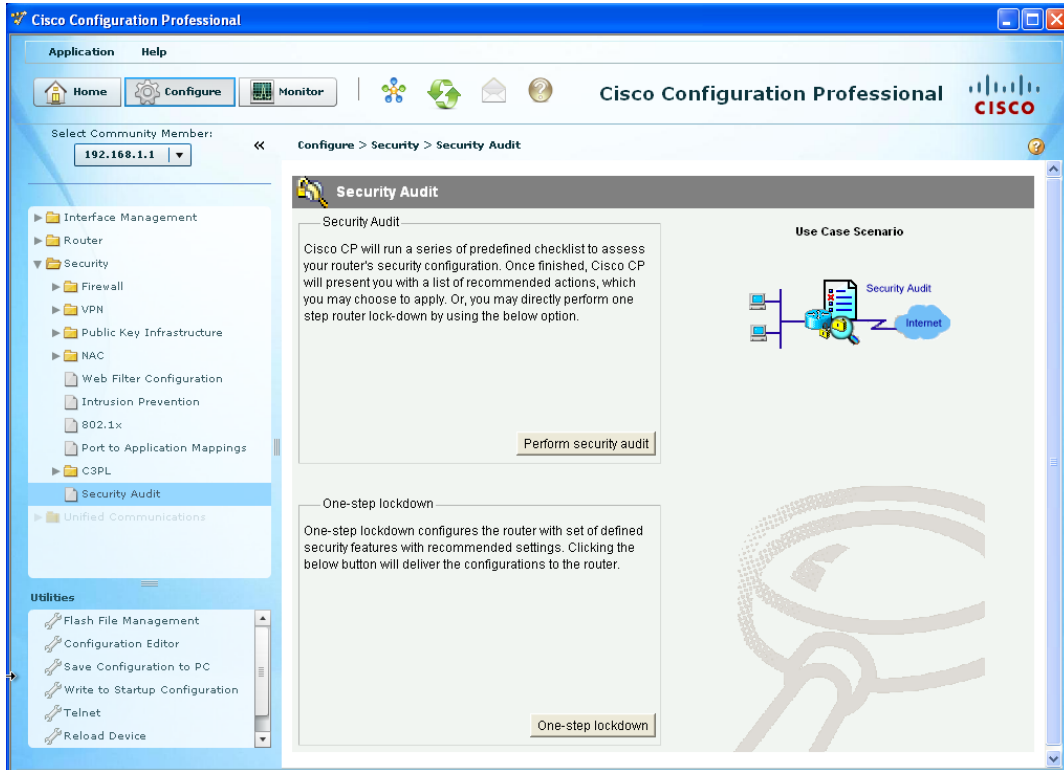 Cisco Configuration Professional
Application Help
Home Configure Monitor
Cisco Configuration Professional
CISCO
Select Community Member:
192.168.1.1
Configure > Security > Security Audit
Interface Management
Router
Security
Firewall
VPN
Public Key Infrastructure
NAC
Web Filter Configuration
Intrusion Prevention
802.1x
Port to Application Mappings
C3PL
Security Audit
Unified Communications
Utilities
Flash File Management
Configuration Editor
Save Configuration to PC
Write to Startup Configuration
Telnet
Reload Device
Security Audit
Security Audit
Cisco CP will run a series of predefined checklist to assess
your router's security configuration. Once finished, Cisco CP
will present you with a list of recommended actions, which
you may choose to apply. Or, you may directly perform one
step router lock-down by using the below option.
Perform security audit
One-step lockdown
One-step lockdown configures the router with set of defined
security features with recommended settings. Clicking the
below button will deliver the configurations to the router.
One-step lockdown
Use Case Scenario
Security Audit
Internet